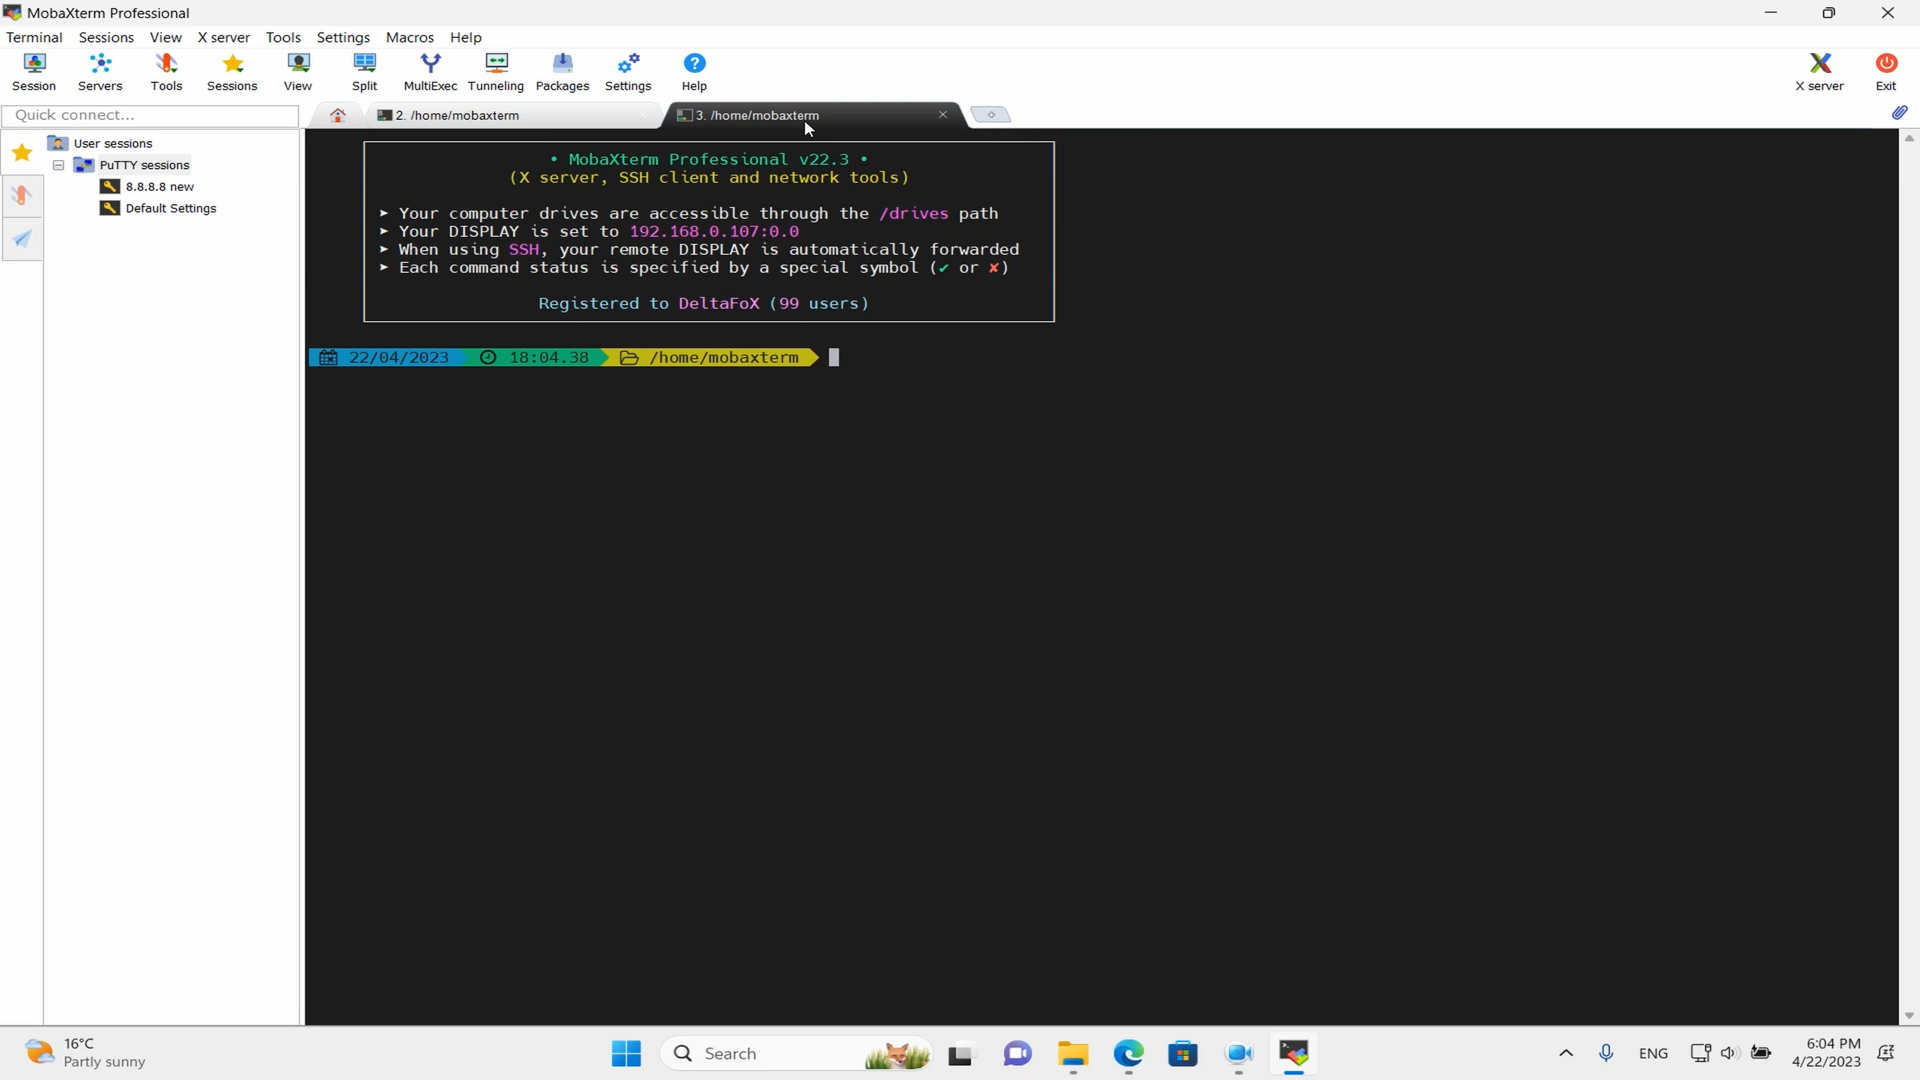 MobaXterm Professional
Terminal Sessions View X server Tools Settings Macros Help
Session Servers Tools Sessions View Split MultiExec Tunneling Packages Settings Help X server Exit
Quick connect... 2. /home/mobaxterm 3. /home/mobaxterm
User sessions
PuTTY sessions
8.8.8.8 new
Default Settings
• MobaXterm Professional v22.3 •
(X server, SSH client and network tools)
➤ Your computer drives are accessible through the /drives path
➤ Your DISPLAY is set to 192.168.0.107:0.0
➤ When using SSH, your remote DISPLAY is automatically forwarded
➤ Each command status is specified by a special symbol (✔ or ✘)
Registered to DeltaFoX (99 users)
22/04/2023 18:04.38 /home/mobaxterm
16°C
Partly sunny
Search
ENG
6:04 PM
4/22/2023